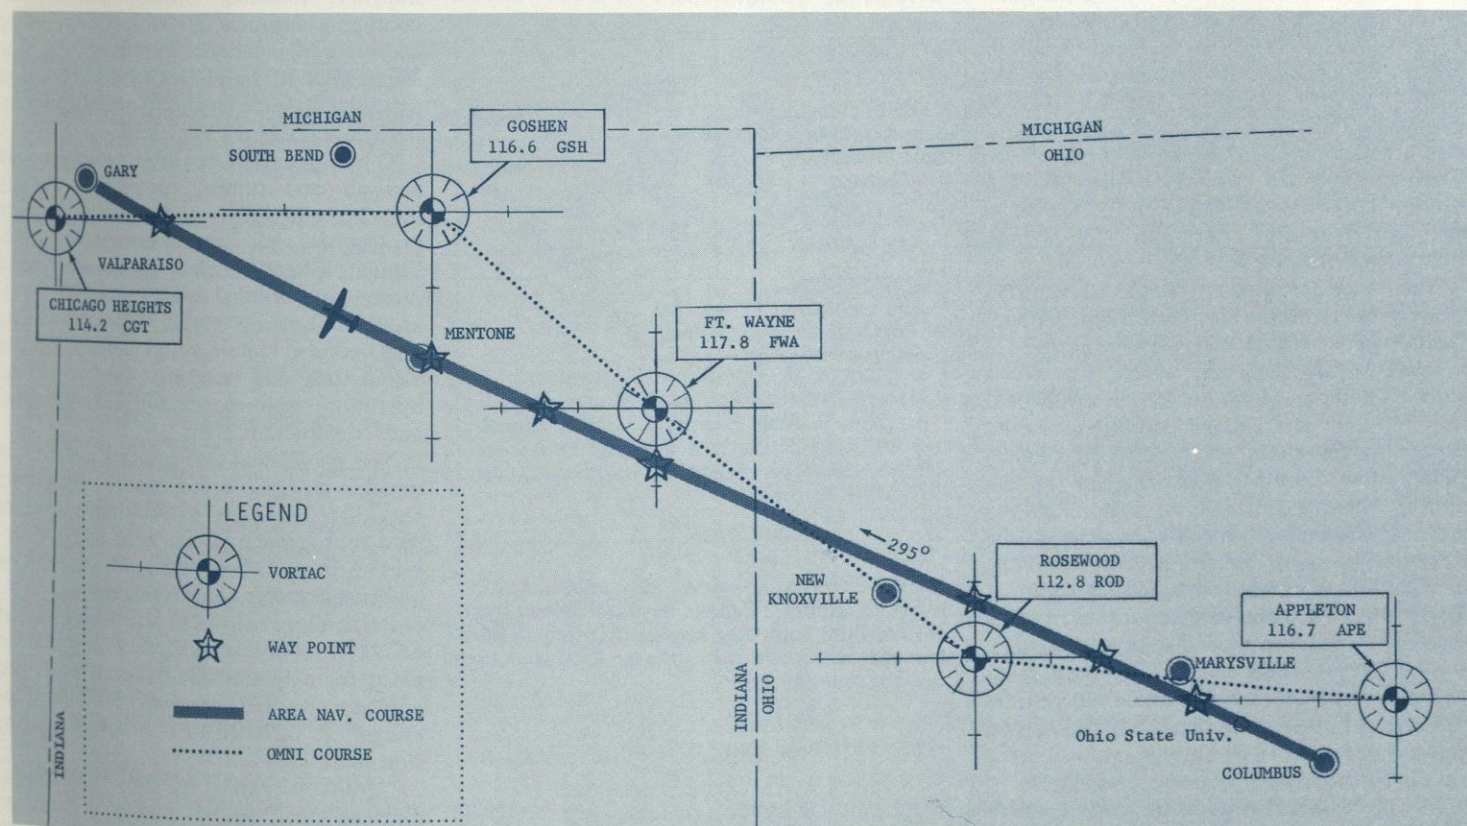 MICHIGAN
GOSHEN
116.6 GSH
SOUTH BEND
MICHIGAN
OHIO
GARY
VALPARAISO
CHICAGO HEIGHTS
114.2 CGT
MENTONE
FT. WAYNE
117.8 FWA
LEGEND
VORTAC
WAY POINT
AREA NAV. COURSE
OMNI COURSE
INDIANA
295°
NEW
KNOXVILLE
ROSEWOOD
112.8 ROD
APPLETON
116.7 APE
MARYSVILLE
INDIANA
OHIO
Ohio State Univ.
COLUMBUS